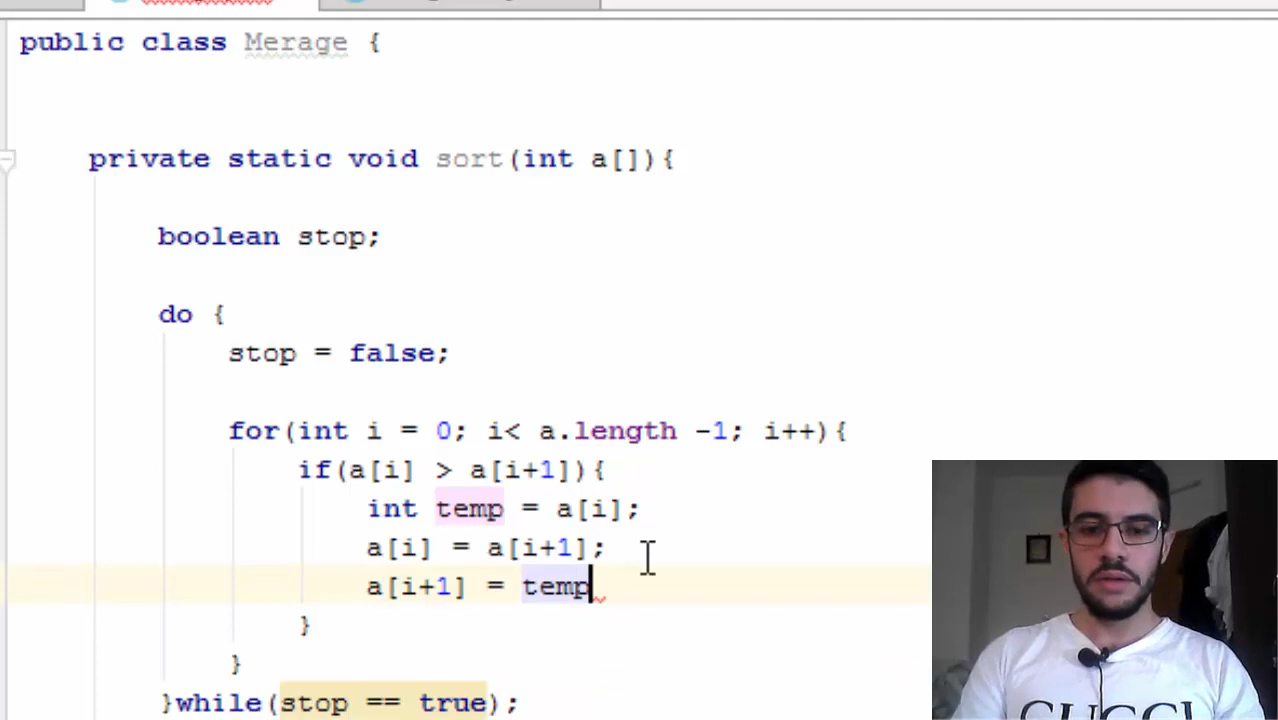 public class Merage {
private static void sort(int a[]){
boolean stop;
do {
stop = false;
for(int i = 0; i< a.length -1; i++){
if(a[i] > a[i+1]){
int temp = a[i];
a[i] = a[i+1];
a[i+1] = temp
}
}
}while(stop == true);
GUCCI